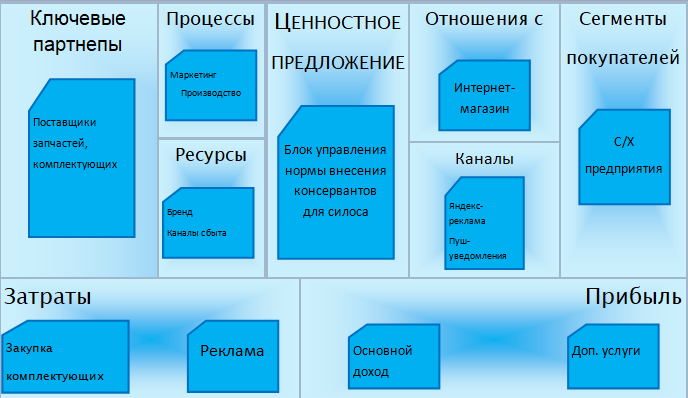 Ключевые
партнепы
Поставщики
запчастей,
комплектующих
Процессы
Маркетинг
Производство
Ресурсы
Бренд
Каналы сбыта
Ценностное
предложение
Блок управления
нормы внесения
консервантов
для силоса
Отношения с
Интернет-
магазин
Каналы
Яндекс-
реклама
Пуш-
уведомления
Сегменты
покупателей
С/Х
предприятия
Затраты
Закупка
комплектующих
Реклама
Прибыль
Основной
доход
Доп. услуги